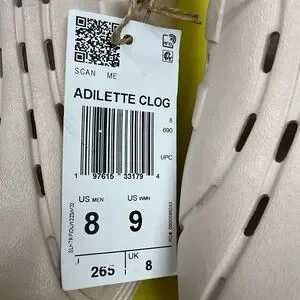 SCAN ME
ADILETTE CLOG
8
690
UPC
1 97615 33179 4
US MEN
US WMN
8
9
J
UK
265
8